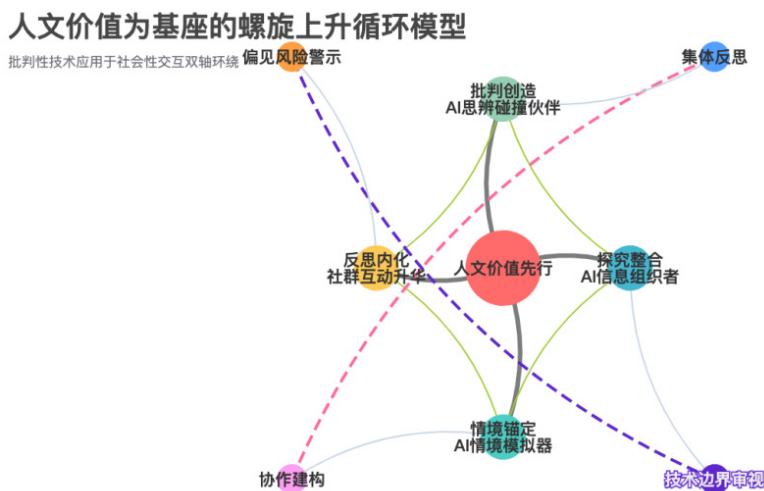 人文价值为基座的螺旋上升循环模型
批判性技术应用于社会性交互双轴环绕
偏见风险警示
集体反思
批判创造
AI思辨碰撞伙伴
反思内化
社群互动升华
人文价值先行
探究整合
AI信息组织者
情境锚定
AI情境模拟器
协作建构
技术边界审视